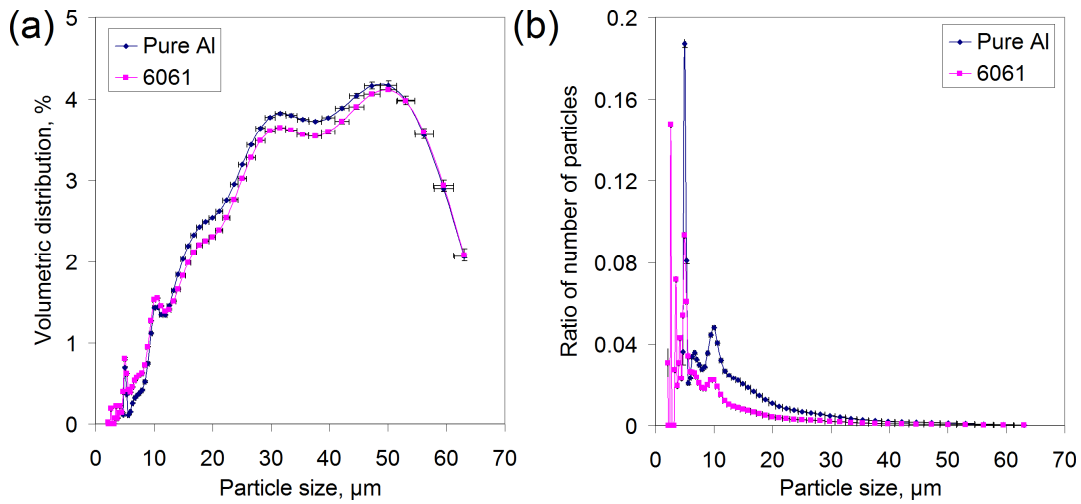 (a)
Volumetric distribution, %
5
4
3
2
1
0
Pure Al
6061
0 10 20 30 40 50 60 70
Particle size, µm
(b)
Ratio of number of particles
0.2
0.16
0.12
0.08
0.04
0
Pure Al
6061
0 10 20 30 40 50 60 70
Particle size, µm